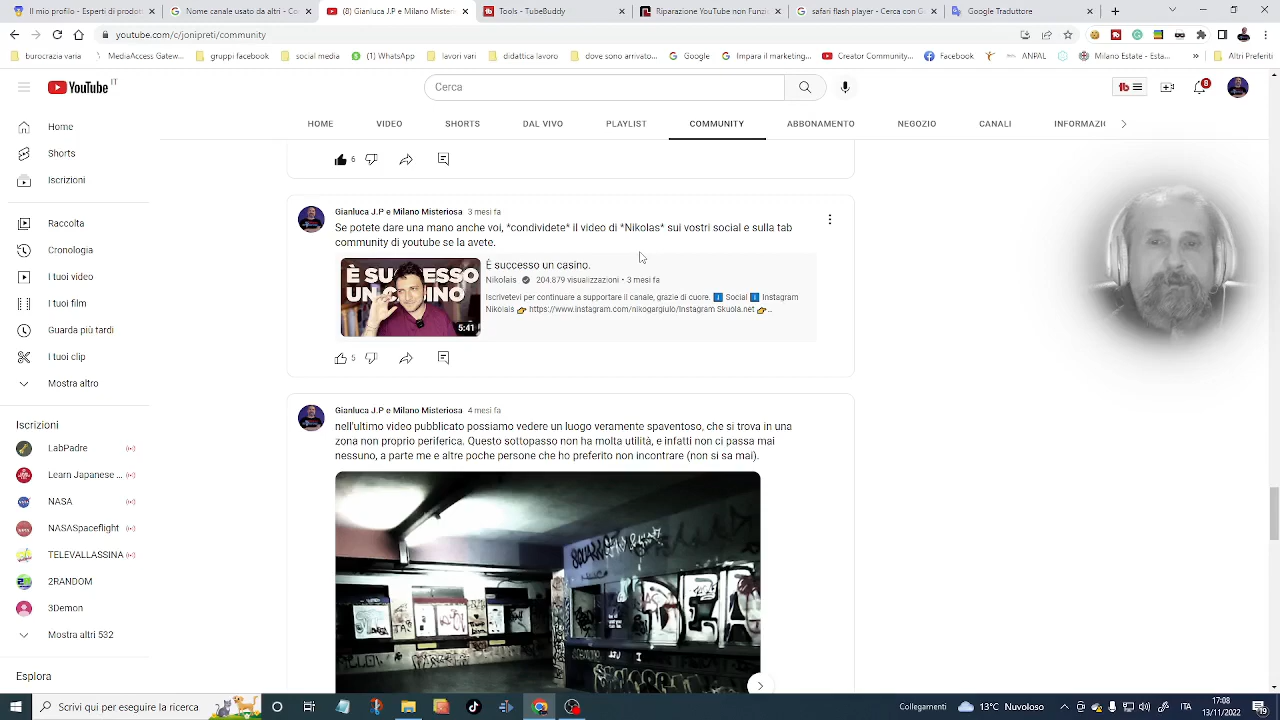 Il mio profilo - Esperti di prodotti
Nome canale usato da altri - Co
(8) Gianluca J.P e Milano Misteri
Tools - TubeBuddy
Riparazione YouTube non funzi
casari flash player - Cerca con G
Google Traduttore
youtube.com/c/jonipreti/community
burocrazia varia
MediaAccess Gatew...
gruppi facebook
social media
(1) WhatsApp
lavori vari
didattica lavoro
dove sono arrivato...
Google
Impara il marketing...
Creator Community...
Facebook
ANPAL
Milano - Esta...
»
Altri Preferiti
YouTube IT
Cerca
8
HOME
VIDEO
SHORTS
DAL VIVO
PLAYLIST
COMMUNITY
ABBONAMENTO
NEGOZIO
CANALI
INFORMAZI
Home
Shorts
Iscrizioni
Raccolta
Cronologia
I tuoi video
I tuoi film
Guarda più tardi
I tuoi clip
Mostra altro
Iscrizioni
LabPadre
Learn Japanese ...
NASA
NASASpaceflight
TELEVALLASSINA
2RANDOM
3Demon
Mostra altri 532
Esplora
6
Gianluca J.P e Milano Misteriosa 3 mesi fa
Se potete dare una mano anche voi, *condividete* il video di *Nikolas* sui vostri social e sulla tab
community di youtube se la avete.
È SUCCESSO
UN CASINO.
5:41
È successo un casino.
Nikolais 204.879 visualizzazioni • 3 mesi fa
Iscrivetevi per continuare a supportare il canale, grazie di cuore. Social Instagram
Nikolais https://www.instagram.com/nikogargiulo/Instagram Skuola.net ...
5
Gianluca J.P e Milano Misteriosa 4 mesi fa
nell'ultimo video pubblicato possiamo vedere un luogo veramente spaventoso, che si trova in una
zona non proprio periferica. Questo sottopasso non ha molta utilità, e infatti non ci passa mai
nessuno, a parte me e altre poche persone che ho preferito non incontrare (non si sa mai).
Scrivi qui per eseguire la ricerca
Collegamenti
13°C Nuvoloso
ITA
17:08
13/11/2022